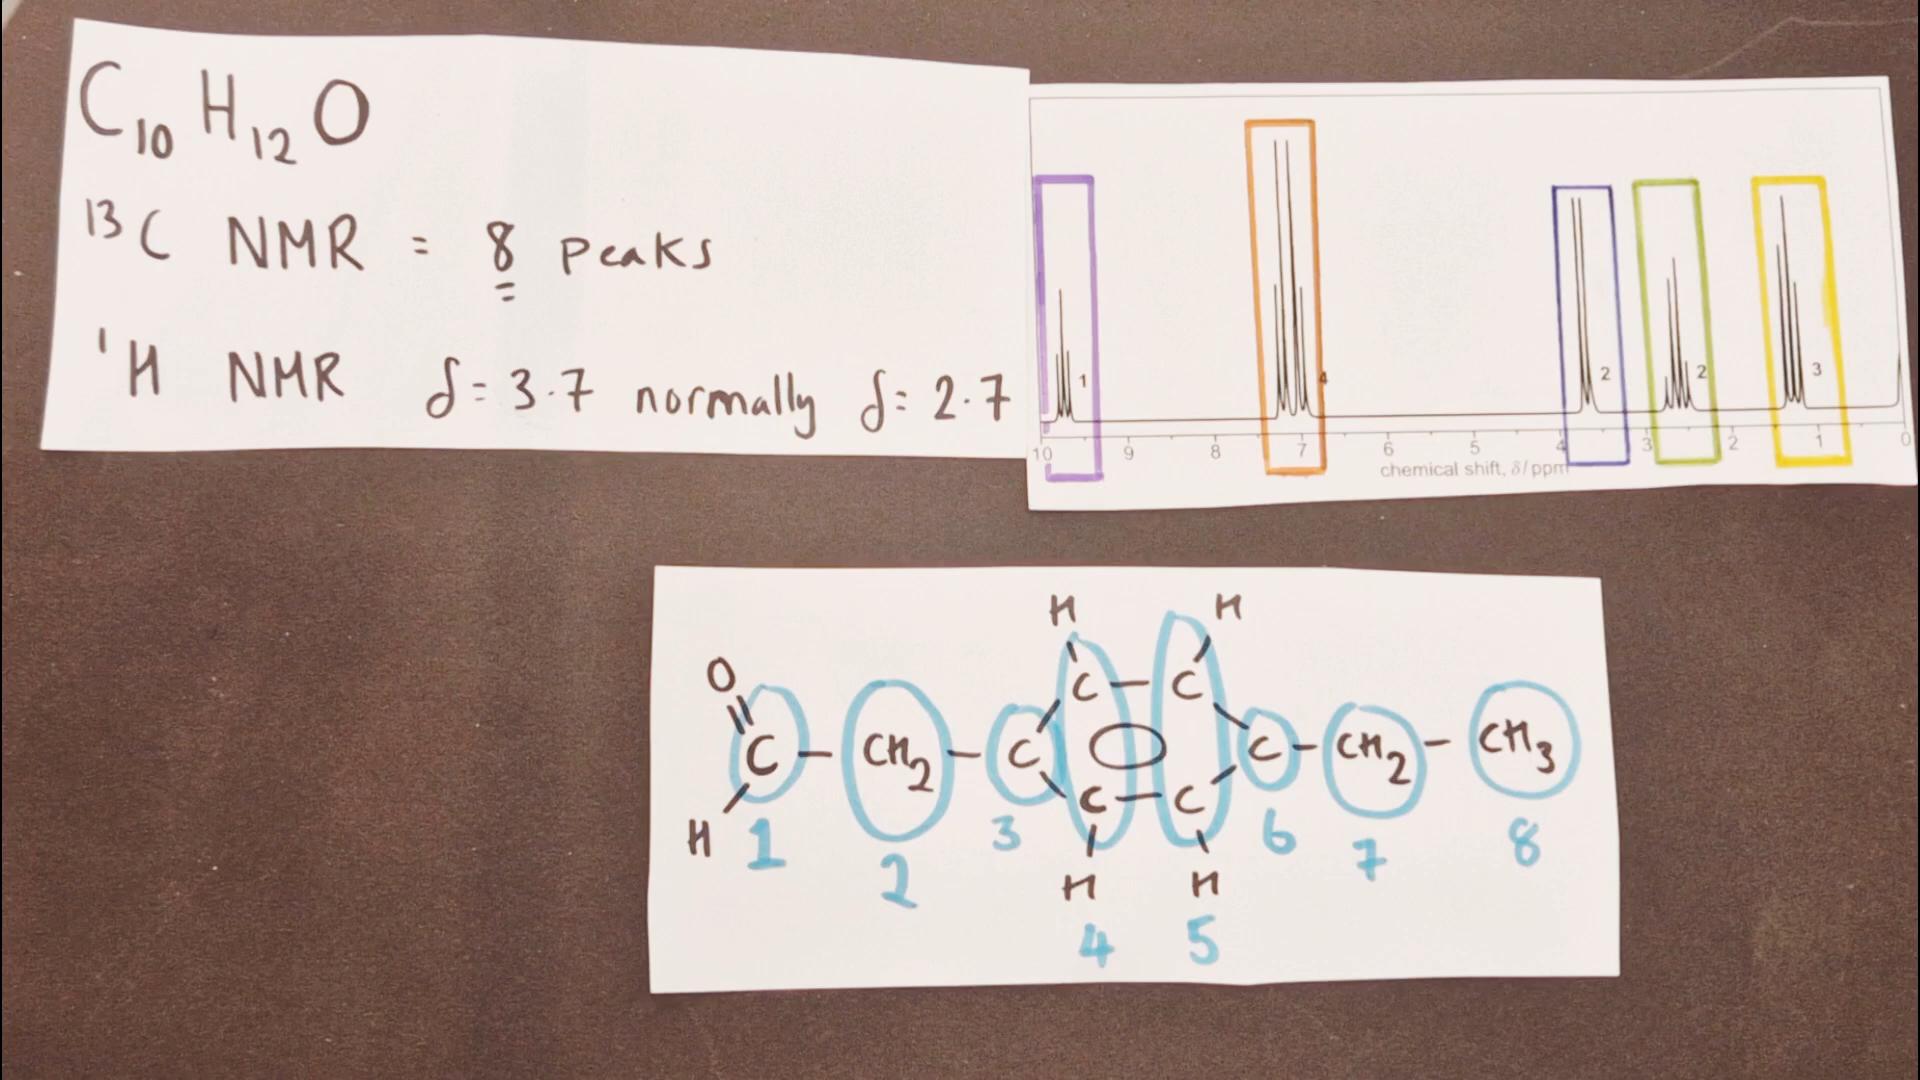 C₁₀H₁₂O
¹³C NMR = 8 peaks
¹H NMR δ = 3.7 normally δ = 2.7
1 4 2 2 3
10 9 8 7 6 5 4 3 2 1 0
chemical shift, δ/ppm
H H
O C – C
C – CH₂ – C C – CH₂ – CH₃
C – C
H 1 2 3 6 7 8
H H
4 5